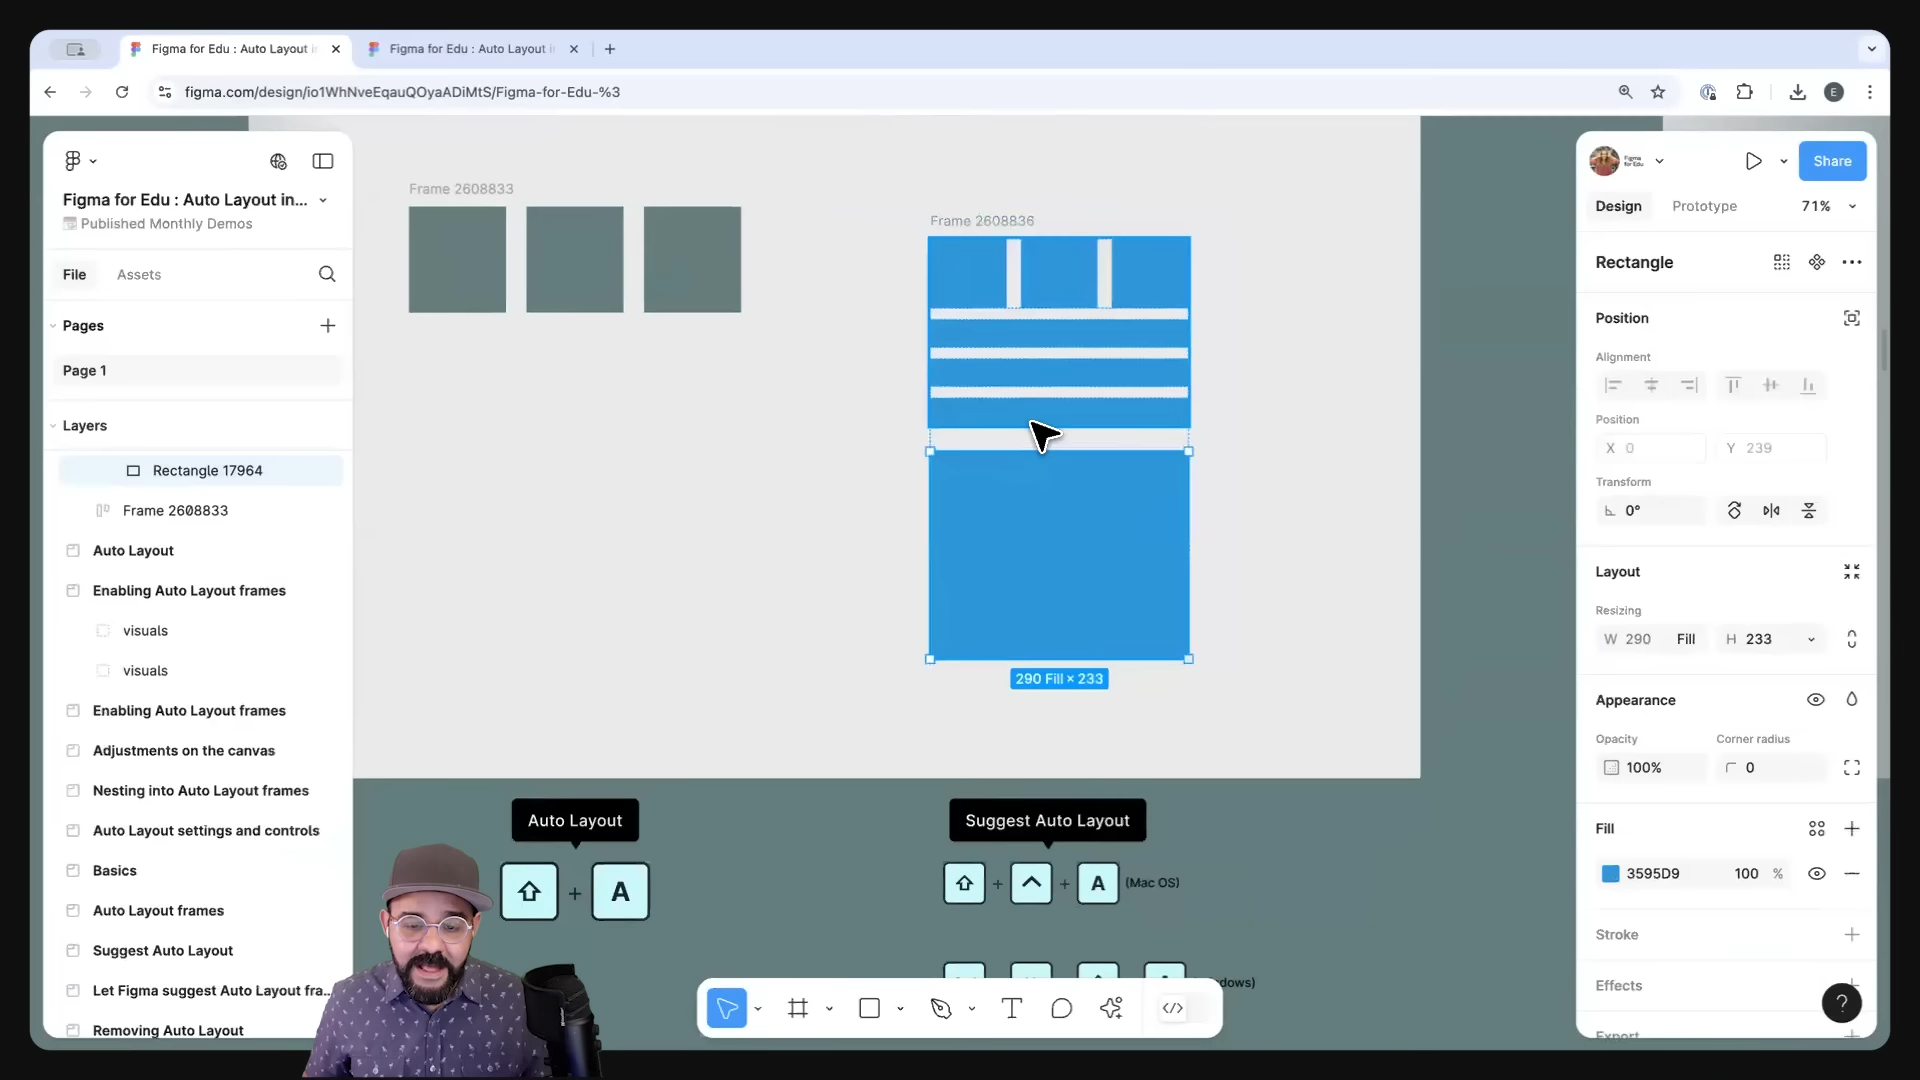 Figma for Edu : Auto Layout i
Figma for Edu : Auto Layout i
figma.com/design/io1WhNveEqauQOyaADiMtS/Figma-for-Edu-%3
E
Figma for Edu : Auto Layout in...
Published Monthly Demos
File
Assets
Pages
Page 1
Layers
Rectangle 17964
Frame 2608833
Auto Layout
Enabling Auto Layout frames
visuals
visuals
Enabling Auto Layout frames
Adjustments on the canvas
Nesting into Auto Layout frames
Auto Layout settings and controls
Basics
Auto Layout frames
Suggest Auto Layout
Let Figma suggest Auto Layout fra...
Removing Auto Layout
Frame 2608833
Frame 2608836
290 Fill × 233
Auto Layout
+ A
Suggest Auto Layout
+ + A (Mac OS)
dows)
Figma for Edu
Share
Design
Prototype
71%
Rectangle
Position
Alignment
Position
X 0
Y 239
Transform
0°
Layout
Resizing
W 290 Fill
H 233
Appearance
Opacity
Corner radius
100%
0
Fill
3595D9 100 %
Stroke
Effects
Export
?